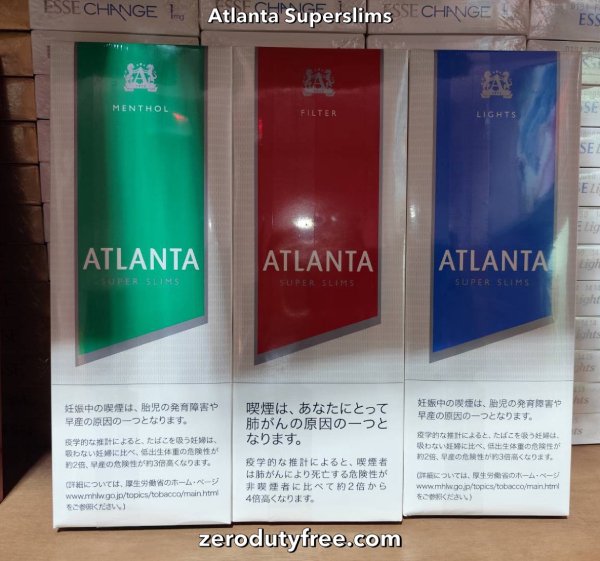 Atlanta Superslims
ESSE CHANGE 1mg
ESSE CHANGE 1
ESSE CHANGE
ESSE
MENTHOL
ATLANTA
SUPER SLIMS
妊娠中の喫煙は、胎児の発育障害や
早産の原因の一つとなります。
疫学的な推計によると、たばこを吸う妊婦は、
吸わない妊婦に比べ、低出生体重の危険性が
約2倍、早産の危険性が約3倍高くなります。
(詳細については、厚生労働省のホーム・ページ
www.mhlw.go.jp/topics/tobacco/main.html
をご参照ください。)
FILTER
ATLANTA
SUPER SLIMS
喫煙は、あなたにとって
肺がんの原因の一つと
なります。
疫学的な推計によると、喫煙者
は肺がんにより死亡する危険性が
非喫煙者に比べて約2倍から
4倍高くなります。
LIGHTS
ATLANTA
SUPER SLIMS
妊娠中の喫煙は、胎児の発育障害や
早産の原因の一つとなります。
疫学的な推計によると、たばこを吸う妊婦は、
吸わない妊婦に比べ、低出生体重の危険性が
約2倍、早産の危険性が約3倍高くなります。
(詳細については、厚生労働省のホーム・ページ
www.mhlw.go.jp/topics/tobacco/main.html
をご参照ください。)
zerodutyfree.com